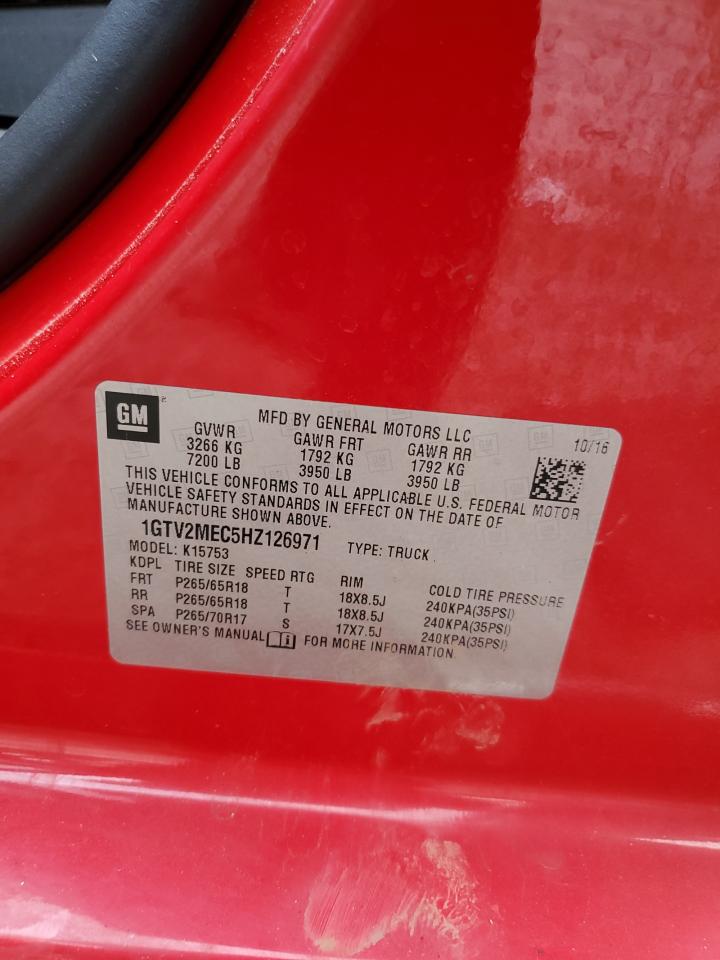 GM
MFD BY GENERAL MOTORS LLC
10/16
GVWR GAWR FRT GAWR RR
3266 KG 1792 KG 1792 KG
7200 LB 3950 LB 3950 LB
THIS VEHICLE CONFORMS TO ALL APPLICABLE U.S. FEDERAL MOTOR
VEHICLE SAFETY STANDARDS IN EFFECT ON THE DATE OF
MANUFACTURE SHOWN ABOVE.
1GTV2MEC5HZ126971 TYPE: TRUCK
MODEL: K15753
KDPL TIRE SIZE SPEED RTG RIM COLD TIRE PRESSURE
FRT P265/65R18 T 18X8.5J 240KPA(35PSI)
RR P265/65R18 T 18X8.5J 240KPA(35PSI)
SPA P265/70R17 S 17X7.5J 240KPA(35PSI)
SEE OWNER'S MANUAL i FOR MORE INFORMATION.